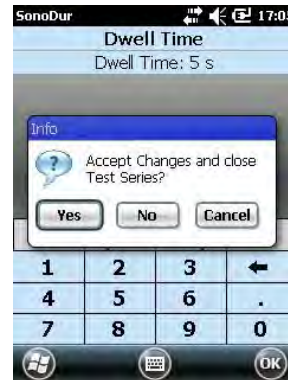 SonoDur 17:0
Dwell Time
Dwell Time: 5 s
Info
Accept Changes and close
Test Series?
Yes No Cancel
1 2 3
4 5 6 .
7 8 9 0
OK